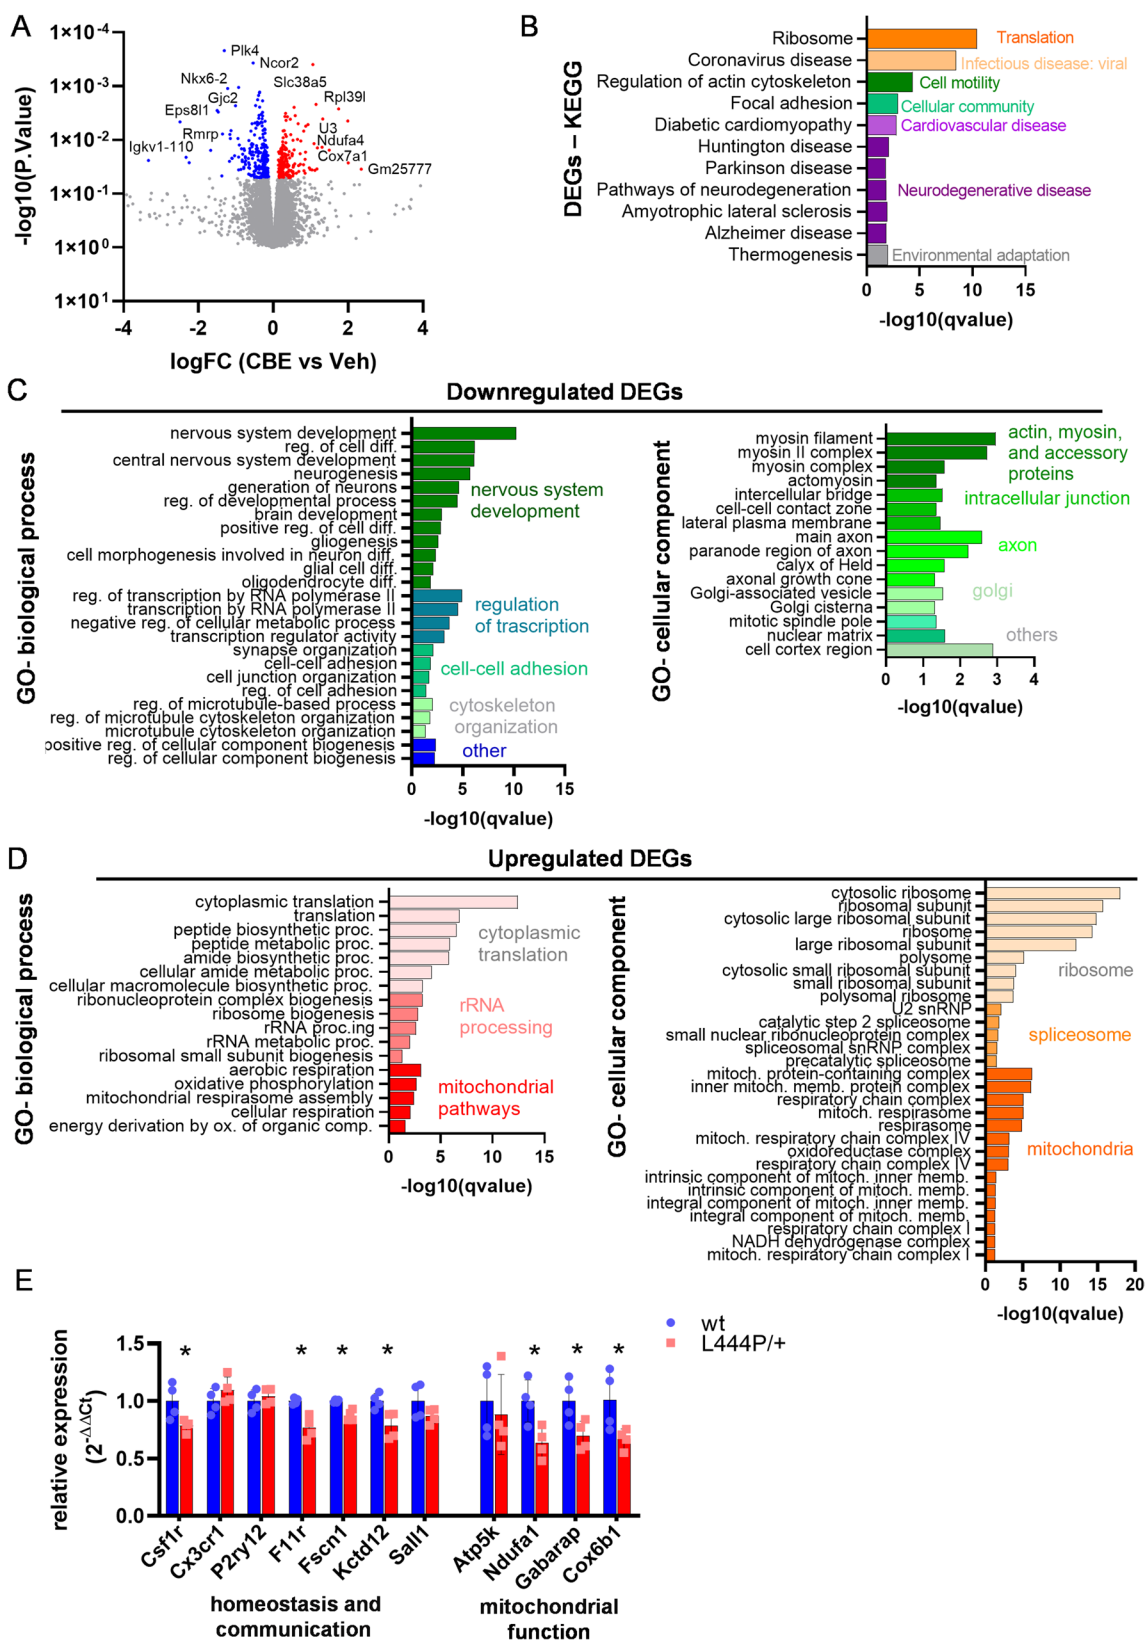 A
1×10-4
1×10-3
1×10-2
1×10-1
1×100
1×101
-log10(P.Value)
Plk4
Ncor2
Nkx6-2
Slc38a5
Gjc2
Rpl39l
Eps8l1
U3
Rmrp
Ndufa4
Igkv1-110
Cox7a1
Gm25777
-4 -2 0 2 4
logFC (CBE vs Veh)
B
DEGs – KEGG
Ribosome
Translation
Coronavirus disease
Infectious disease: viral
Regulation of actin cytoskeleton
Cell motility
Focal adhesion
Cellular community
Diabetic cardiomyopathy
Cardiovascular disease
Huntington disease
Parkinson disease
Pathways of neurodegeneration
Neurodegenerative disease
Amyotrophic lateral sclerosis
Alzheimer disease
Thermogenesis
Environmental adaptation
0 5 10 15
-log10(qvalue)
C
Downregulated DEGs
GO- biological process
nervous system development
reg. of cell diff.
central nervous system development
neurogenesis
generation of neurons
reg. of developmental process
brain development
positive reg. of cell diff.
gliogenesis
cell morphogenesis involved in neuron diff.
glial cell diff.
oligodendrocyte diff.
reg. of transcription by RNA polymerase II
transcription by RNA polymerase II
negative reg. of cellular metabolic process
transcription regulator activity
synapse organization
cell-cell adhesion
cell junction organization
reg. of cell adhesion
reg. of microtubule-based process
reg. of microtubule cytoskeleton organization
microtubule cytoskeleton organization
positive reg. of cellular component biogenesis
reg. of cellular component biogenesis
nervous system
development
regulation
of trascription
cell-cell adhesion
cytoskeleton
organization
other
0 5 10 15
-log10(qvalue)
GO- cellular component
myosin filament
myosin II complex
myosin complex
actomyosin
intercellular bridge
cell-cell contact zone
lateral plasma membrane
main axon
paranode region of axon
calyx of Held
axonal growth cone
Golgi-associated vesicle
Golgi cisterna
mitotic spindle pole
nuclear matrix
cell cortex region
actin, myosin,
and accessory
proteins
intracellular junction
axon
golgi
others
0 1 2 3 4
-log10(qvalue)
D
Upregulated DEGs
GO- biological process
cytoplasmic translation
translation
peptide biosynthetic proc.
peptide metabolic proc.
amide biosynthetic proc.
cellular amide metabolic proc.
cellular macromolecule biosynthetic proc.
ribonucleoprotein complex biogenesis
ribosome biogenesis
rRNA proc.ing
rRNA metabolic proc.
ribosomal small subunit biogenesis
aerobic respiration
oxidative phosphorylation
mitochondrial respirasome assembly
cellular respiration
energy derivation by ox. of organic comp.
cytoplasmic
translation
rRNA
processing
mitochondrial
pathways
0 5 10 15
-log10(qvalue)
GO- cellular component
cytosolic ribosome
ribosomal subunit
cytosolic large ribosomal subunit
ribosome
large ribosomal subunit
polysome
cytosolic small ribosomal subunit
small ribosomal subunit
polysomal ribosome
U2 snRNP
catalytic step 2 spliceosome
small nuclear ribonucleoprotein complex
spliceosomal snRNP complex
precatalytic spliceosome
mitoch. protein-containing complex
inner mitoch. memb. protein complex
respiratory chain complex
mitoch. respirasome
respirasome
mitoch. respiratory chain complex IV
oxidoreductase complex
respiratory chain complex IV
intrinsic component of mitoch. inner memb.
intrinsic component of mitoch. memb.
integral component of mitoch. inner memb.
integral component of mitoch. memb.
respiratory chain complex I
NADH dehydrogenase complex
mitoch. respiratory chain complex I
ribosome
spliceosome
mitochondria
0 5 10 15 20
-log10(qvalue)
E
relative expression
(2-ΔΔCt)
1.5
1.0
0.5
0.0
* * * * * * *
wt
L444P/+
Csf1r
Cx3cr1
P2ry12
F11r
Fscn1
Kctd12
Sall1
Atp5k
Ndufa1
Gabarap
Cox6b1
homeostasis and
communication
mitochondrial
function